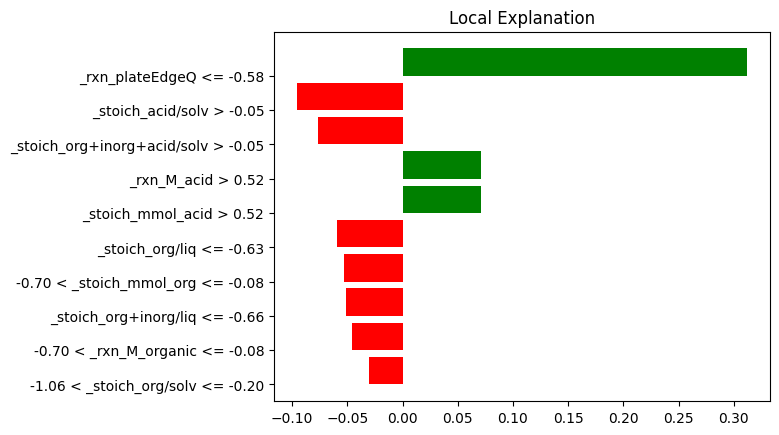 Local Explanation
_rxn_plateEdgeQ <= -0.58
_stoich_acid/solv > -0.05
_stoich_org+inorg+acid/solv > -0.05
_rxn_M_acid > 0.52
_stoich_mmol_acid > 0.52
_stoich_org/liq <= -0.63
-0.70 < _stoich_mmol_org <= -0.08
_stoich_org+inorg/liq <= -0.66
-0.70 < _rxn_M_organic <= -0.08
-1.06 < _stoich_org/solv <= -0.20
−0.10 −0.05 0.00 0.05 0.10 0.15 0.20 0.25 0.30